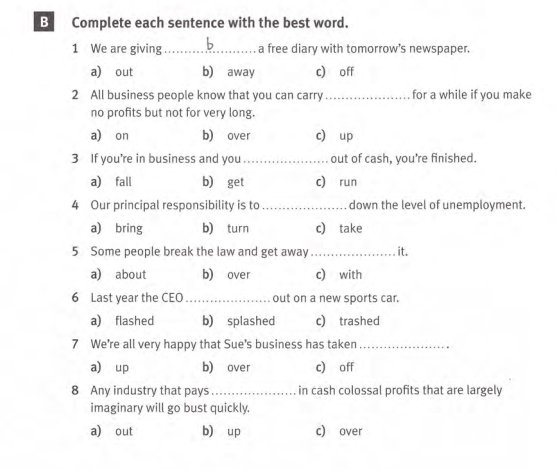 B Complete each sentence with the best word.
1 We are giving ...........b........... a free diary with tomorrow's newspaper.
a) out b) away c) off
2 All business people know that you can carry ...................... for a while if you make
no profits but not for very long.
a) on b) over c) up
3 If you're in business and you ...................... out of cash, you're finished.
a) fall b) get c) run
4 Our principal responsibility is to ...................... down the level of unemployment.
a) bring b) turn c) take
5 Some people break the law and get away ...................... it.
a) about b) over c) with
6 Last year the CEO ...................... out on a new sports car.
a) flashed b) splashed c) trashed
7 We're all very happy that Sue's business has taken ...................... .
a) up b) over c) off
8 Any industry that pays ...................... in cash colossal profits that are largely
imaginary will go bust quickly.
a) out b) up c) over